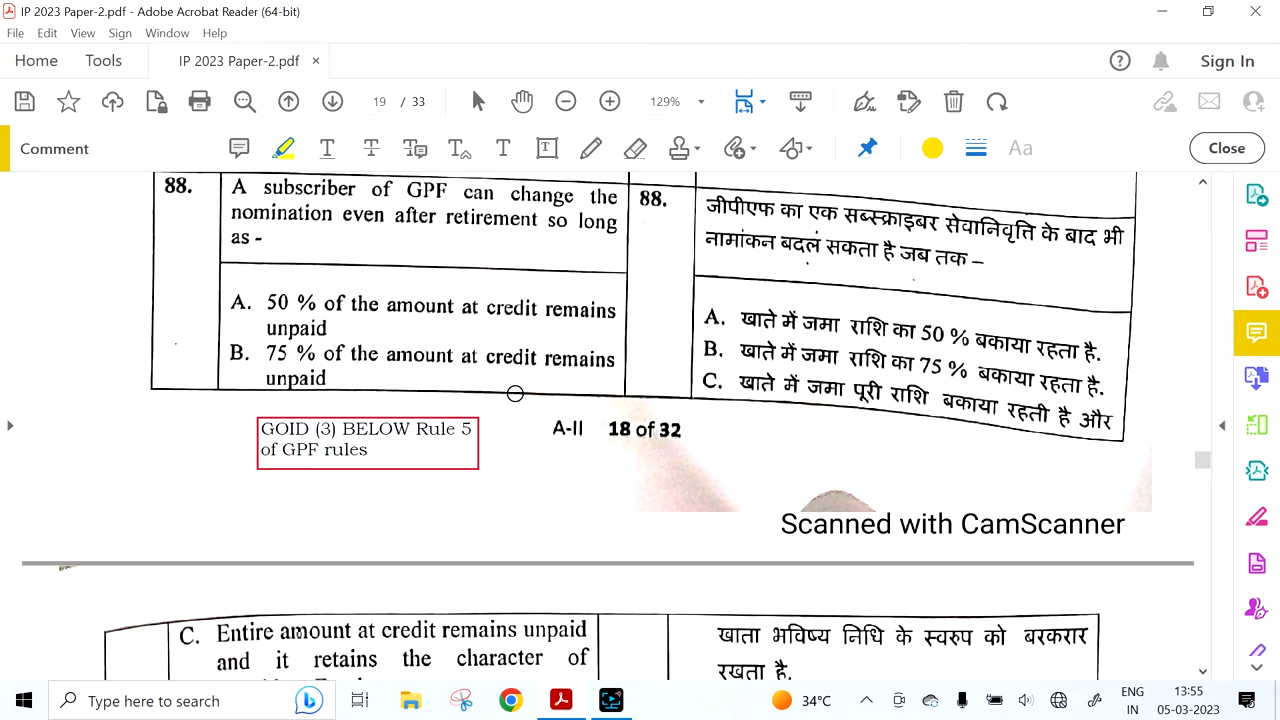 IP 2023 Paper-2.pdf - Adobe Acrobat Reader (64-bit)
File Edit View Sign Window Help
Home Tools IP 2023 Paper-2.pdf × Sign In
19 / 33 129%
Comment Aa Close
88. A subscriber of GPF can change the
nomination even after retirement so long
as -
A. 50 % of the amount at credit remains
unpaid
B. 75 % of the amount at credit remains
unpaid
88. जीपीएफ का एक सब्स्क्राइबर सेवानिवृत्ति के बाद भी
नामांकन बदल सकता है जब तक –
A. खाते में जमा राशि का 50 % बकाया रहता है.
B. खाते में जमा राशि का 75 % बकाया रहता है.
C. खाते में जमा पूरी राशि बकाया रहती है और
GOID (3) BELOW Rule 5
of GPF rules
A-II 18 of 32
Scanned with CamScanner
C. Entire amount at credit remains unpaid
and it retains the character of
खाता भविष्य निधि के स्वरुप को बरकरार
रखता है.
Type here to search
34°C
ENG
IN
13:55
05-03-2023